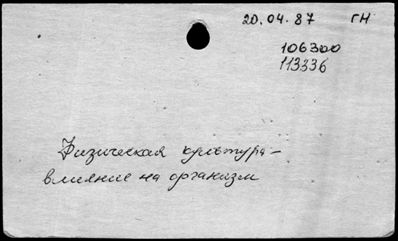 20.04.87 ГН
106300
113336
Физическая культура –
влияние на организм